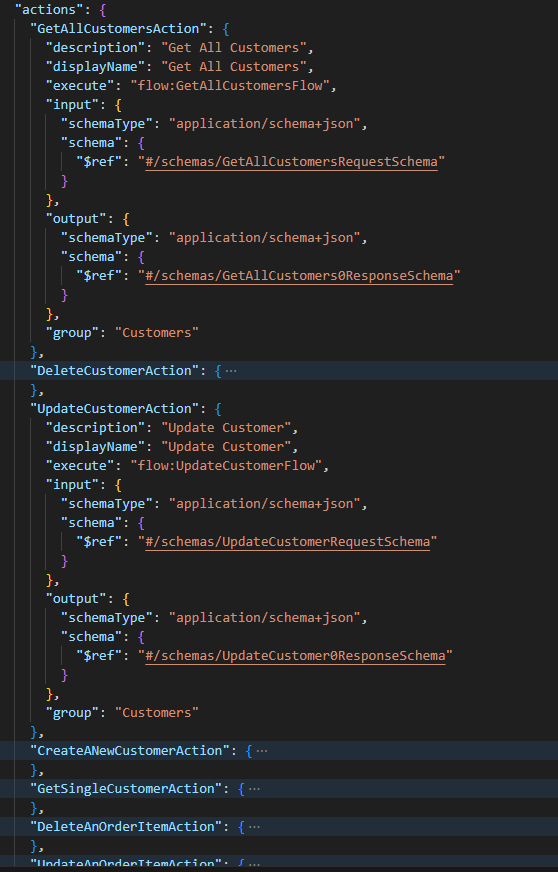 "actions": {
"GetAllCustomersAction": {
"description": "Get All Customers",
"displayName": "Get All Customers",
"execute": "flow:GetAllCustomersFlow",
"input": {
"schemaType": "application/schema+json",
"schema": {
"$ref": "#/schemas/GetAllCustomersRequestSchema"
}
},
"output": {
"schemaType": "application/schema+json",
"schema": {
"$ref": "#/schemas/GetAllCustomers0ResponseSchema"
}
},
"group": "Customers"
},
"DeleteCustomerAction": { ⋯
},
"UpdateCustomerAction": {
"description": "Update Customer",
"displayName": "Update Customer",
"execute": "flow:UpdateCustomerFlow",
"input": {
"schemaType": "application/schema+json",
"schema": {
"$ref": "#/schemas/UpdateCustomerRequestSchema"
}
},
"output": {
"schemaType": "application/schema+json",
"schema": {
"$ref": "#/schemas/UpdateCustomer0ResponseSchema"
}
},
"group": "Customers"
},
"CreateANewCustomerAction": { ⋯
},
"GetSingleCustomerAction": { ⋯
},
"DeleteAnOrderItemAction": { ⋯
},
"UpdateAnOrderItemAction": { ⋯